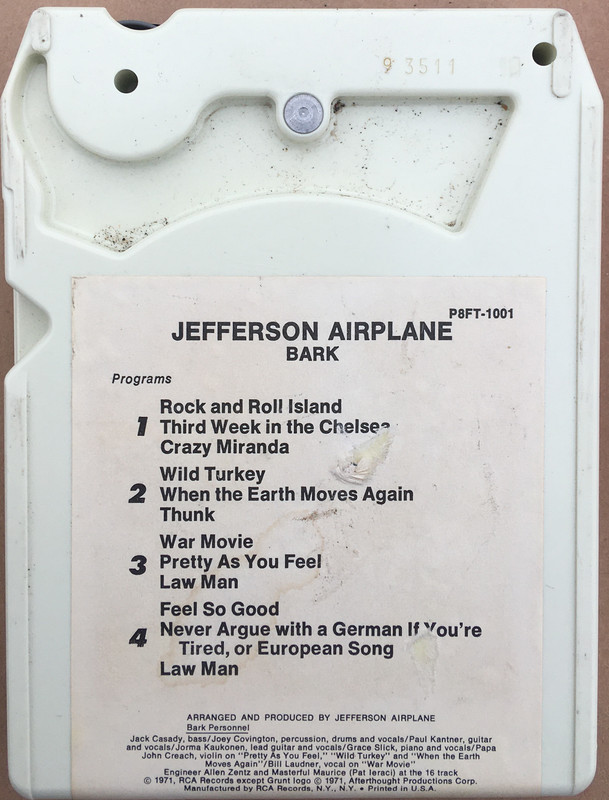 9 3511
P8FT-1001
JEFFERSON AIRPLANE
BARK
Programs
1
Rock and Roll Island
Third Week in the Chelsea
Crazy Miranda
2
Wild Turkey
When the Earth Moves Again
Thunk
3
War Movie
Pretty As You Feel
Law Man
4
Feel So Good
Never Argue with a German If You're
Tired, or European Song
Law Man
ARRANGED AND PRODUCED BY JEFFERSON AIRPLANE
Bark Personnel
Jack Casady, bass/Joey Covington, percussion, drums and vocals/Paul Kantner, guitar
and vocals/Jorma Kaukonen, lead guitar and vocals/Grace Slick, piano and vocals/Papa
John Creach, violin on "Pretty As You Feel," "Wild Turkey" and "When the Earth
Moves Again"/Bill Laudner, vocal on "War Movie"
Engineer Allen Zentz and Masterful Maurice (Pat Ieraci) at the 16 track
© 1971, RCA Records except Grunt logo © 1971, Afterthought Productions Corp.
Manufactured by RCA Records, N.Y., N.Y. • Printed in U.S.A.